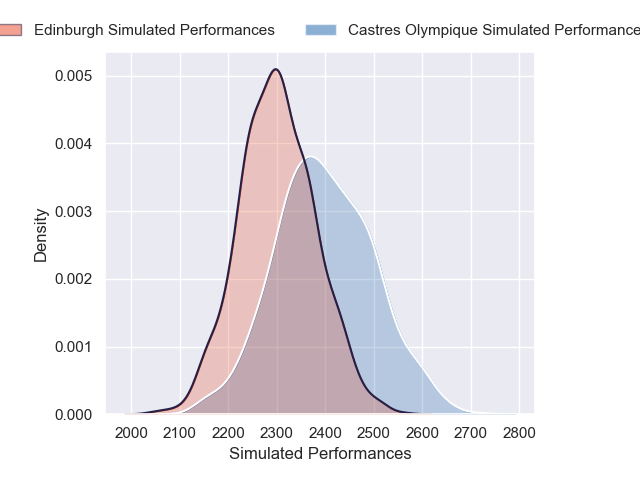 Edinburgh Simulated Performances Castres Olympique Simulated Performance
0.005
0.004
0.003
0.002
0.001
0.000
Density
2000 2100 2200 2300 2400 2500 2600 2700 2800
Simulated Performances